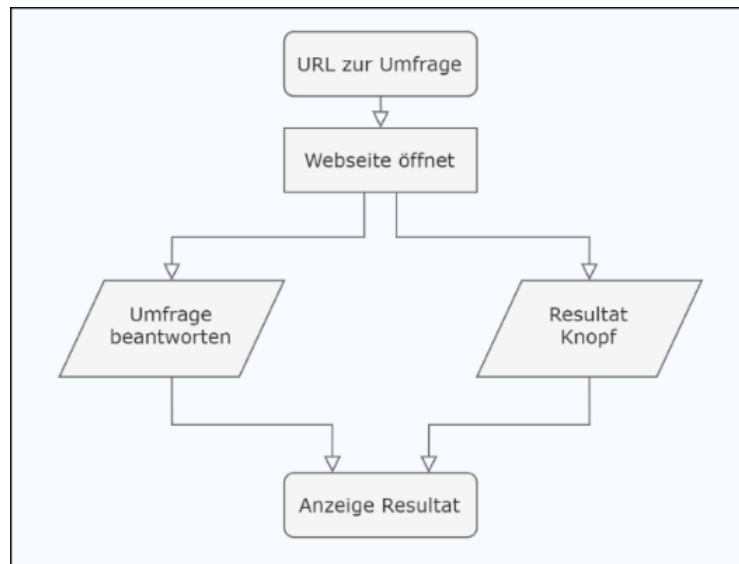 URL zur Umfrage
Webseite öffnet
Umfrage
beantworten
Resultat
Knopf
Anzeige Resultat